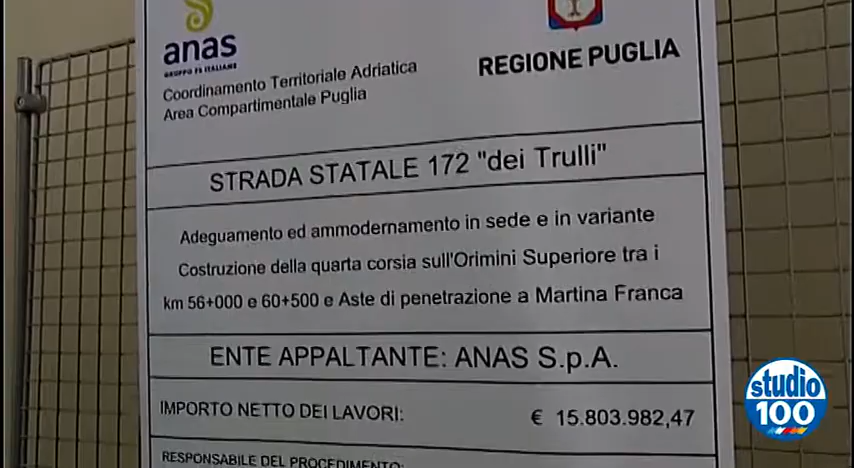 anas
GRUPPO FS ITALIANE
REGIONE PUGLIA
Coordinamento Territoriale Adriatica
Area Compartimentale Puglia
STRADA STATALE 172 "dei Trulli"
Adeguamento ed ammodernamento in sede e in variante
Costruzione della quarta corsia sull'Orimini Superiore tra i
km 56+000 e 60+500 e Aste di penetrazione a Martina Franca
ENTE APPALTANTE: ANAS S.p.A.
IMPORTO NETTO DEI LAVORI: € 15.803.982,47
RESPONSABILE DEL PROCEDIMENTO:
studio
100